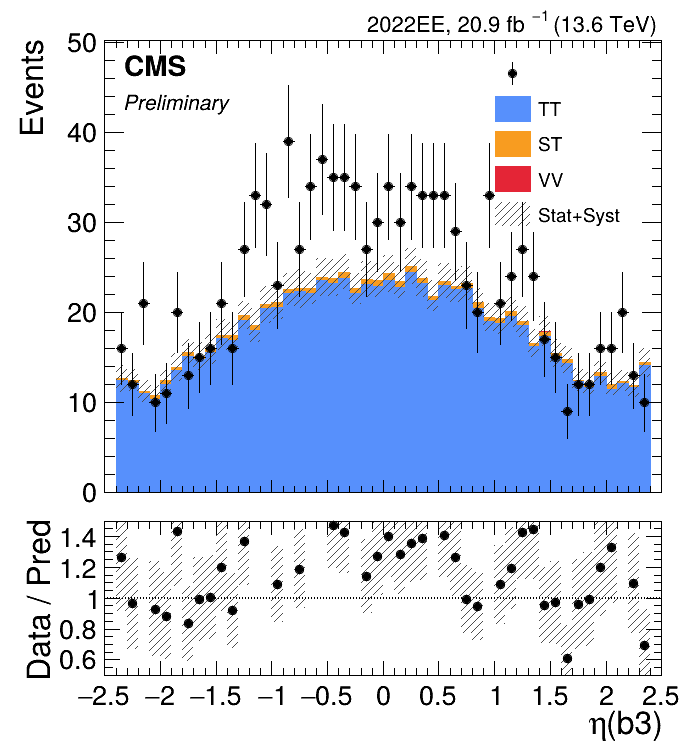 2022EE, 20.9 fb ⁻¹ (13.6 TeV)
Events
50
40
30
20
10
0
CMS
Preliminary
TT
ST
VV
Stat+Syst
Data / Pred
1.4
1.2
1
0.8
0.6
−2.5 −2 −1.5 −1 −0.5 0 0.5 1 1.5 2 2.5
η(b3)